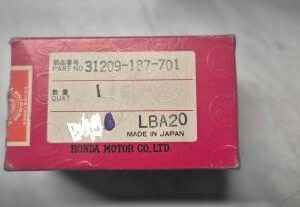 部品番号
PART NO 31209-187-701
数量
QUAT. 1
LBA20
MADE IN JAPAN
HONDA MOTOR CO.,LTD.